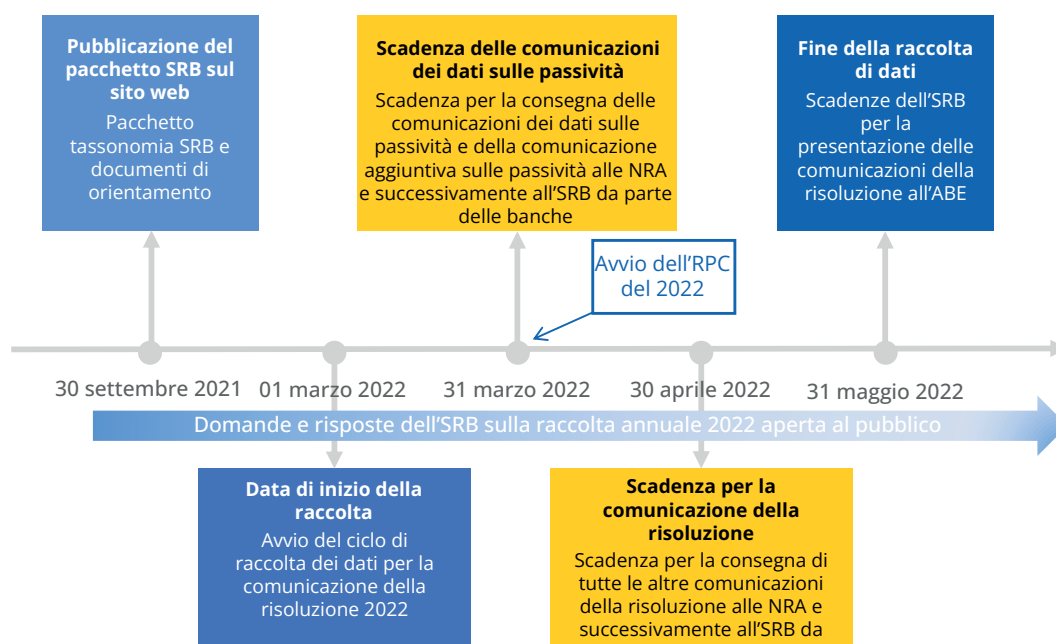 Pubblicazione del
pacchetto SRB sul
sito web
Pacchetto
tassonomia SRB e
documenti di
orientamento
Scadenza delle comunicazioni
dei dati sulle passività
Scadenza per la consegna delle
comunicazioni dei dati sulle
passività e della comunicazione
aggiuntiva sulle passività alle NRA
e successivamente all’SRB da parte
delle banche
Fine della raccolta
di dati
Scadenze dell’SRB
per la
presentazione delle
comunicazioni della
risoluzione all’ABE
Avvio dell’RPC
del 2022
30 settembre 2021
01 marzo 2022
31 marzo 2022
30 aprile 2022
31 maggio 2022
Domande e risposte dell’SRB sulla raccolta annuale 2022 aperta al pubblico
Data di inizio della
raccolta
Avvio del ciclo di
raccolta dei dati per la
comunicazione della
risoluzione 2022
Scadenza per la
comunicazione della
risoluzione
Scadenza per la consegna di
tutte le altre comunicazioni
della risoluzione alle NRA e
successivamente all’SRB da